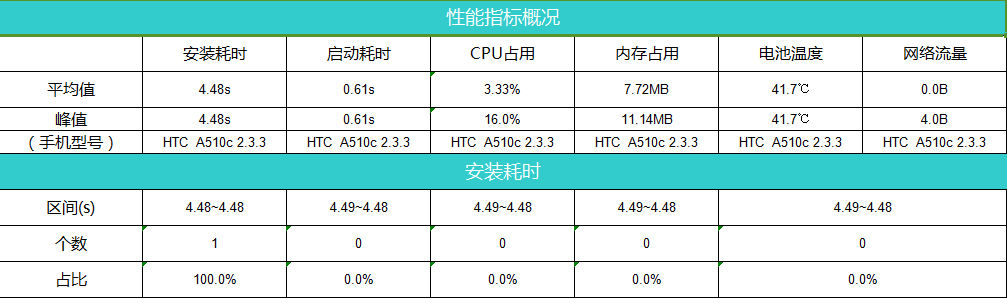 性能指标概况
安装耗时 启动耗时 CPU占用 内存占用 电池温度 网络流量
平均值 4.48s 0.61s 3.33% 7.72MB 41.7℃ 0.0B
峰值 4.48s 0.61s 16.0% 11.14MB 41.7℃ 4.0B
（手机型号） HTC A510c 2.3.3 HTC A510c 2.3.3 HTC A510c 2.3.3 HTC A510c 2.3.3 HTC A510c 2.3.3 HTC A510c 2.3.3
安装耗时
区间(s) 4.48~4.48 4.49~4.48 4.49~4.48 4.49~4.48 4.49~4.48
个数 1 0 0 0 0
占比 100.0% 0.0% 0.0% 0.0% 0.0%